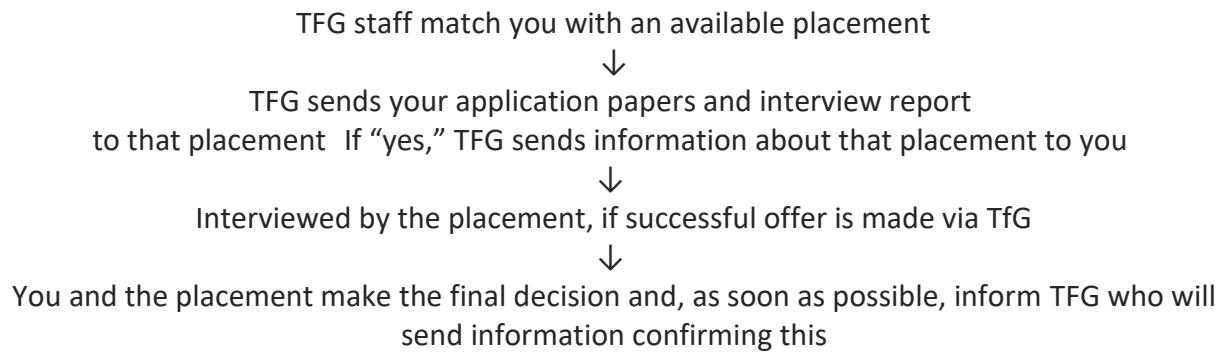 TFG staff match you with an available placement
↓
TFG sends your application papers and interview report
to that placement  If “yes,” TFG sends information about that placement to you
↓
Interviewed by the placement, if successful offer is made via TfG
↓
You and the placement make the final decision and, as soon as possible, inform TFG who will
send information confirming this